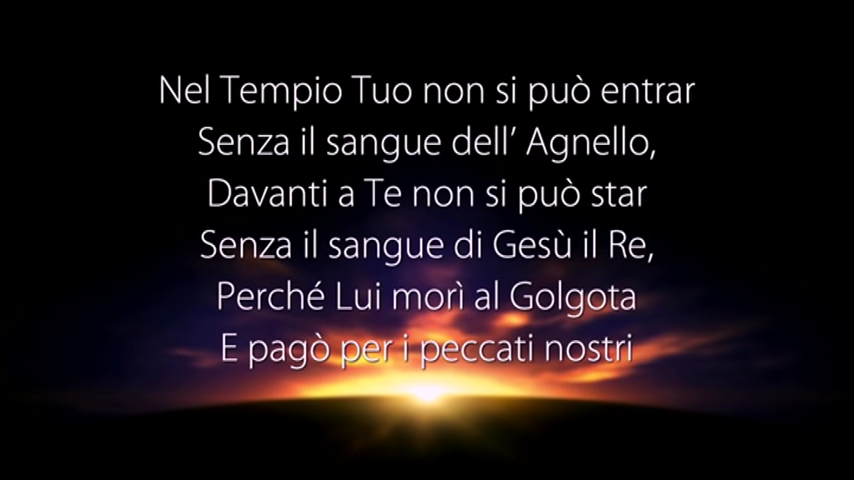 Nel Tempio Tuo non si può entrar
Senza il sangue dell’ Agnello,
Davanti a Te non si può star
Senza il sangue di Gesù il Re,
Perché Lui morì al Golgota
E pagò per i peccati nostri